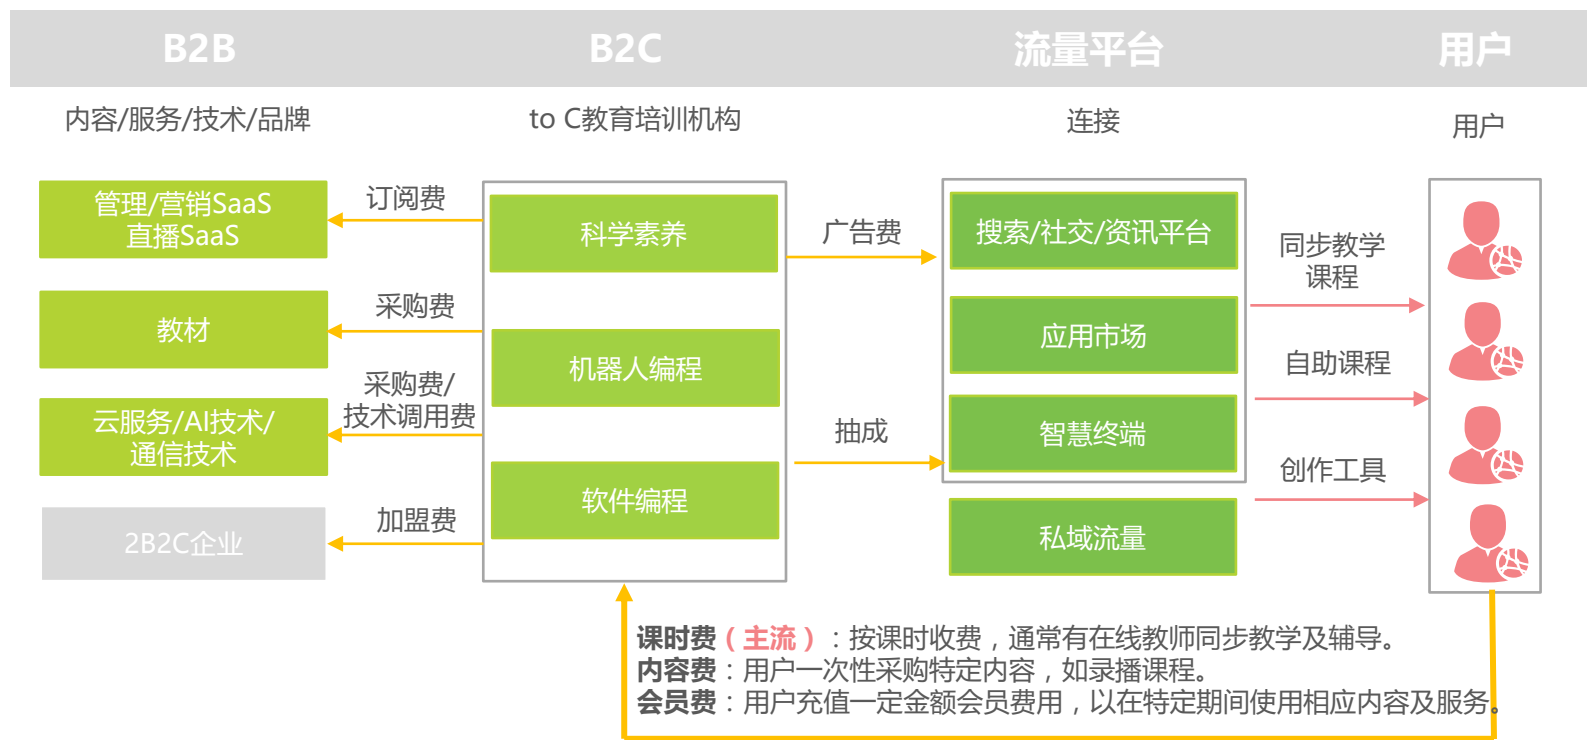 B2B
B2C
流量平台
用户
内容/服务/技术/品牌
to C教育培训机构
连接
用户
管理/营销SaaS
直播SaaS
订阅费
科学素养
广告费
搜索/社交/资讯平台
同步教学
课程
教材
采购费
机器人编程
应用市场
自助课程
云服务/AI技术/
通信技术
采购费/
技术调用费
抽成
智慧终端
创作工具
2B2C企业
加盟费
软件编程
私域流量
课时费（主流）：按课时收费，通常有在线教师同步教学及辅导。
内容费：用户一次性采购特定内容，如录播课程。
会员费：用户充值一定金额会员费用，以在特定期间使用相应内容及服务。